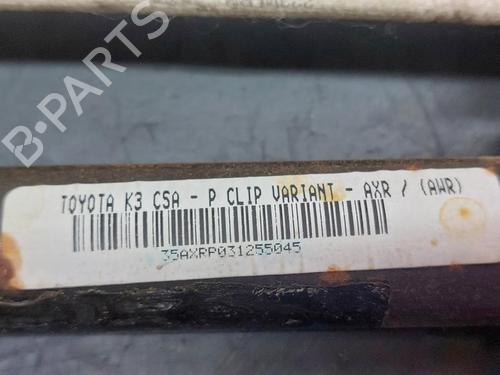 B-PARTS
TOYOTA K3 CSA - P CLIP VARIANT - AXR / (AWR)
35AXRP031255045